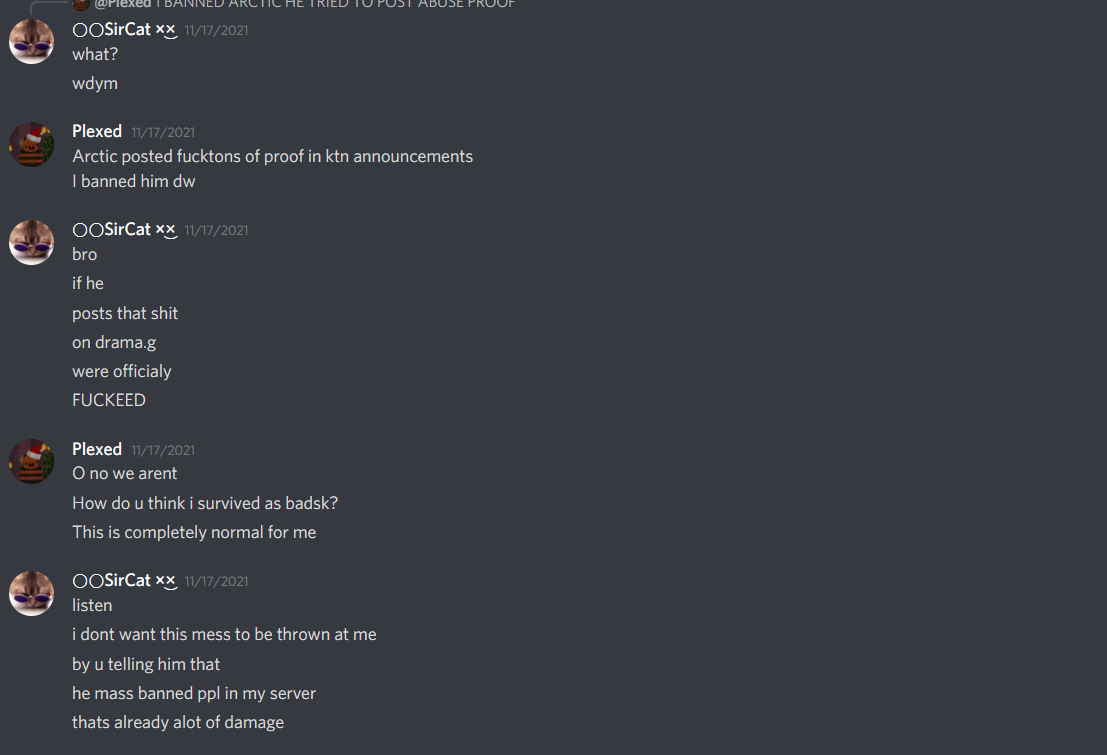 @Plexed I BANNED ARCTIC HE TRIED TO POST ABUSE PROOF
〇〇SirCat ×͜× 11/17/2021
what?
wdym
Plexed 11/17/2021
Arctic posted fucktons of proof in ktn announcements
I banned him dw
〇〇SirCat ×͜× 11/17/2021
bro
if he
posts that shit
on drama.g
were officialy
FUCKEED
Plexed 11/17/2021
O no we arent
How do u think i survived as badsk?
This is completely normal for me
〇〇SirCat ×͜× 11/17/2021
listen
i dont want this mess to be thrown at me
by u telling him that
he mass banned ppl in my server
thats already alot of damage